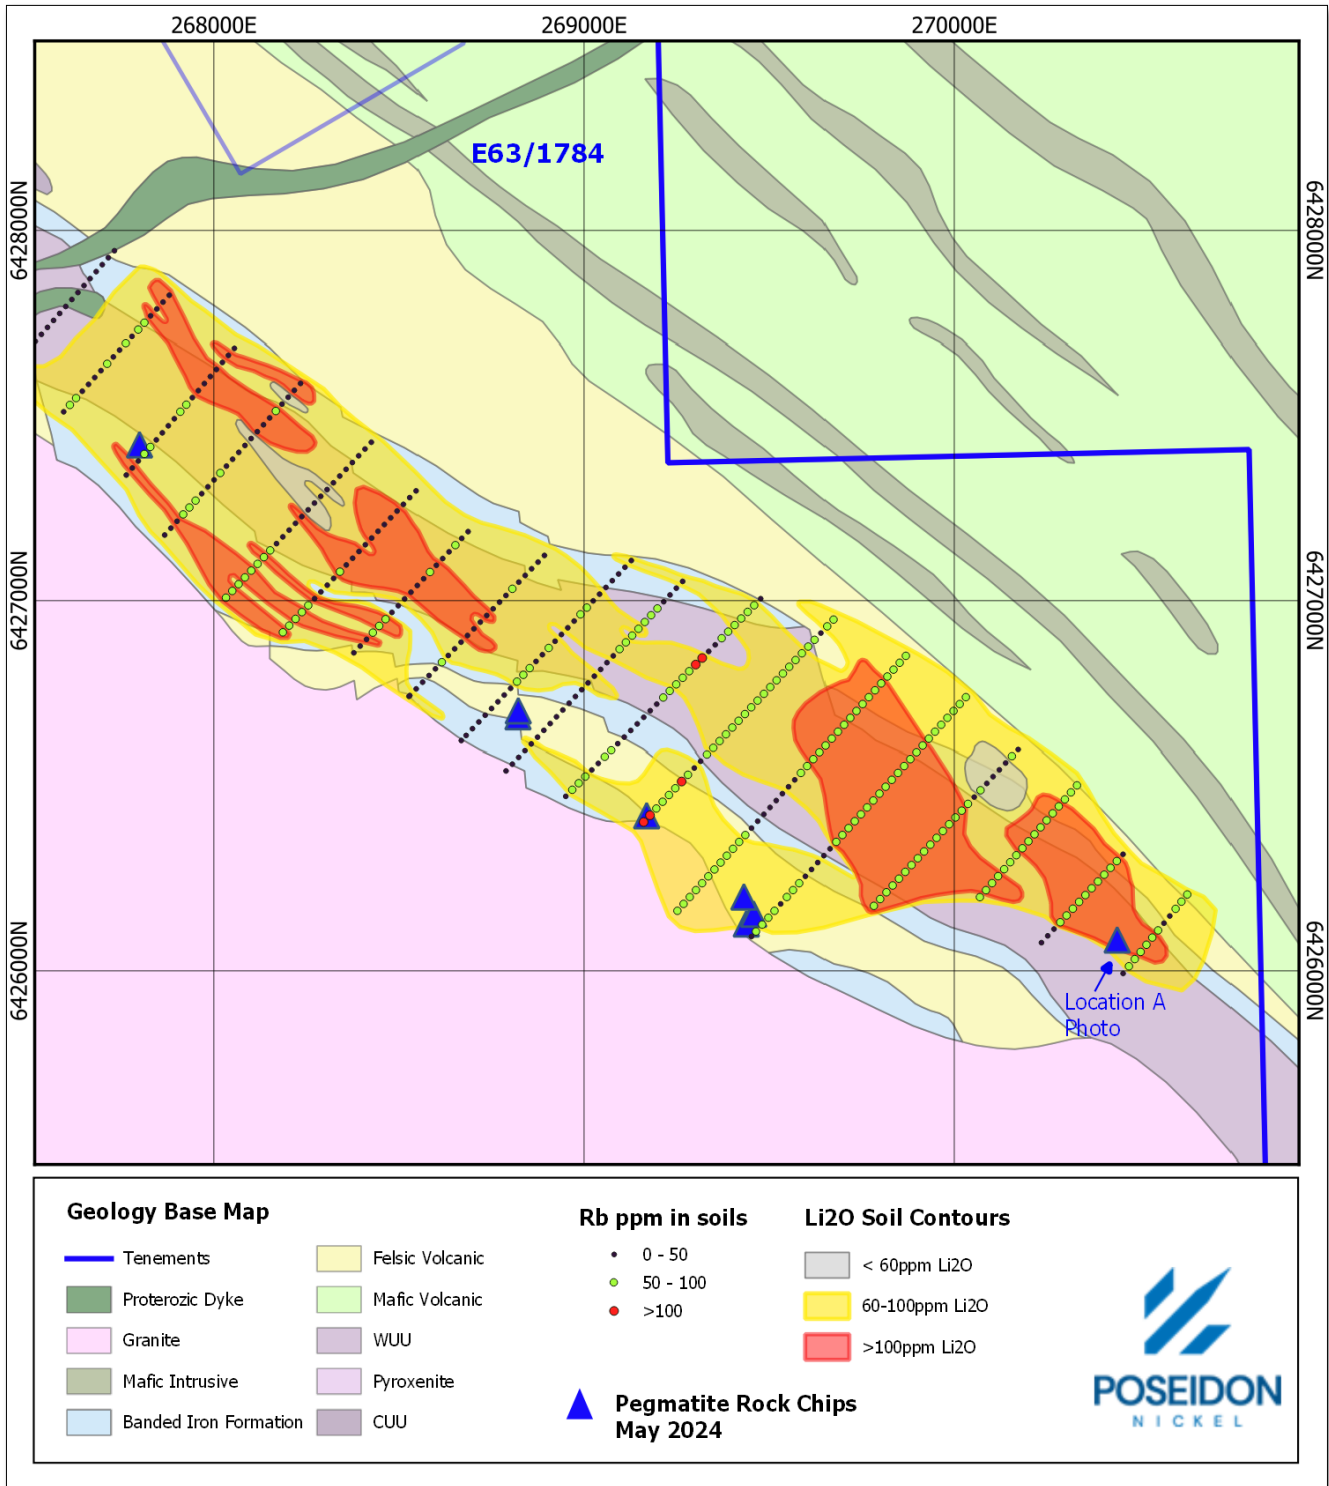 268000E
269000E
270000E
6428000N
6428000N
E63/1784
6427000N
6427000N
6426000N
6426000N
Location A
Photo
Geology Base Map
Tenements
Proterozic Dyke
Granite
Mafic Intrusive
Banded Iron Formation
Felsic Volcanic
Mafic Volcanic
WUU
Pyroxenite
CUU
Rb ppm in soils
0 - 50
50 - 100
>100
Pegmatite Rock Chips
May 2024
Li2O Soil Contours
< 60ppm Li2O
60-100ppm Li2O
>100ppm Li2O
POSEIDON
NICKEL